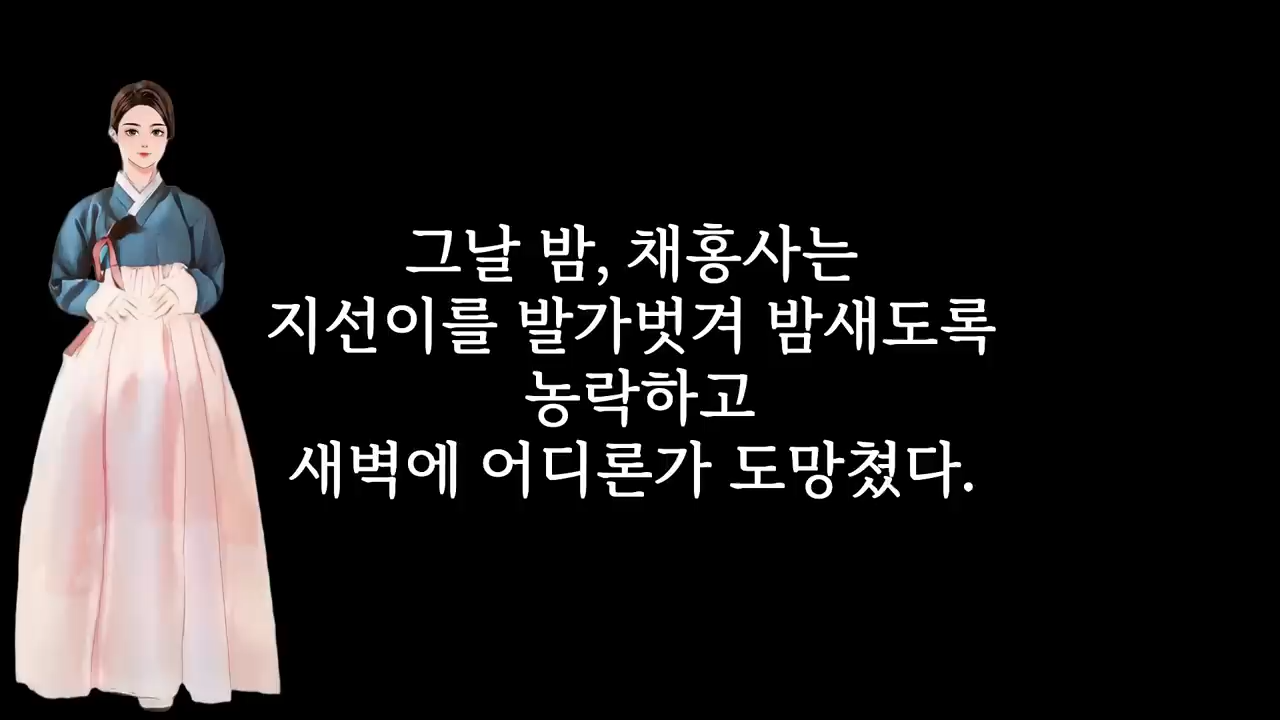 그날 밤, 채홍사는
지선이를 발가벗겨 밤새도록
농락하고
새벽에 어디론가 도망쳤다.